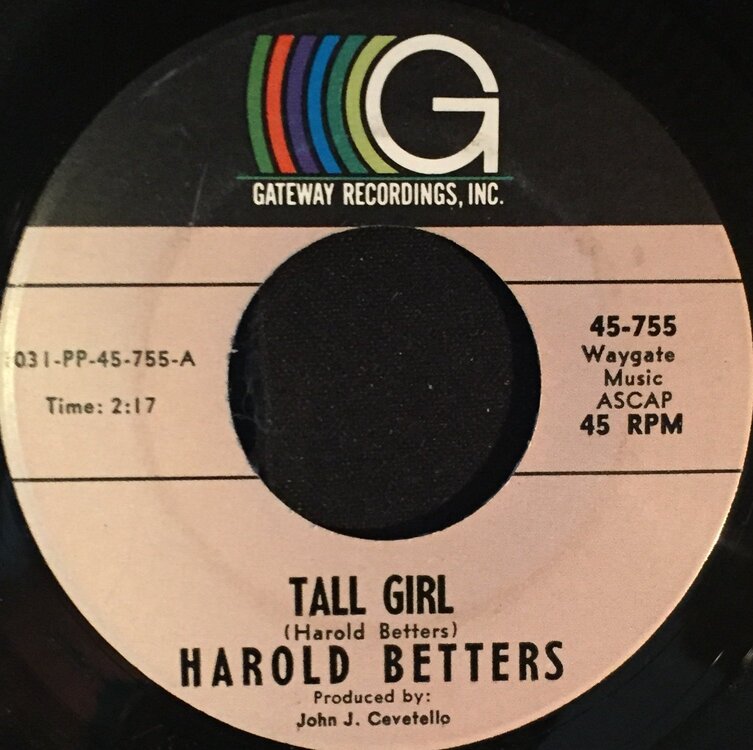 G
GATEWAY RECORDINGS, INC.
031-PP-45-755-A
Time: 2:17
45-755
Waygate
Music
ASCAP
45 RPM
TALL GIRL
(Harold Betters)
HAROLD BETTERS
Produced by:
John J. Cevetello